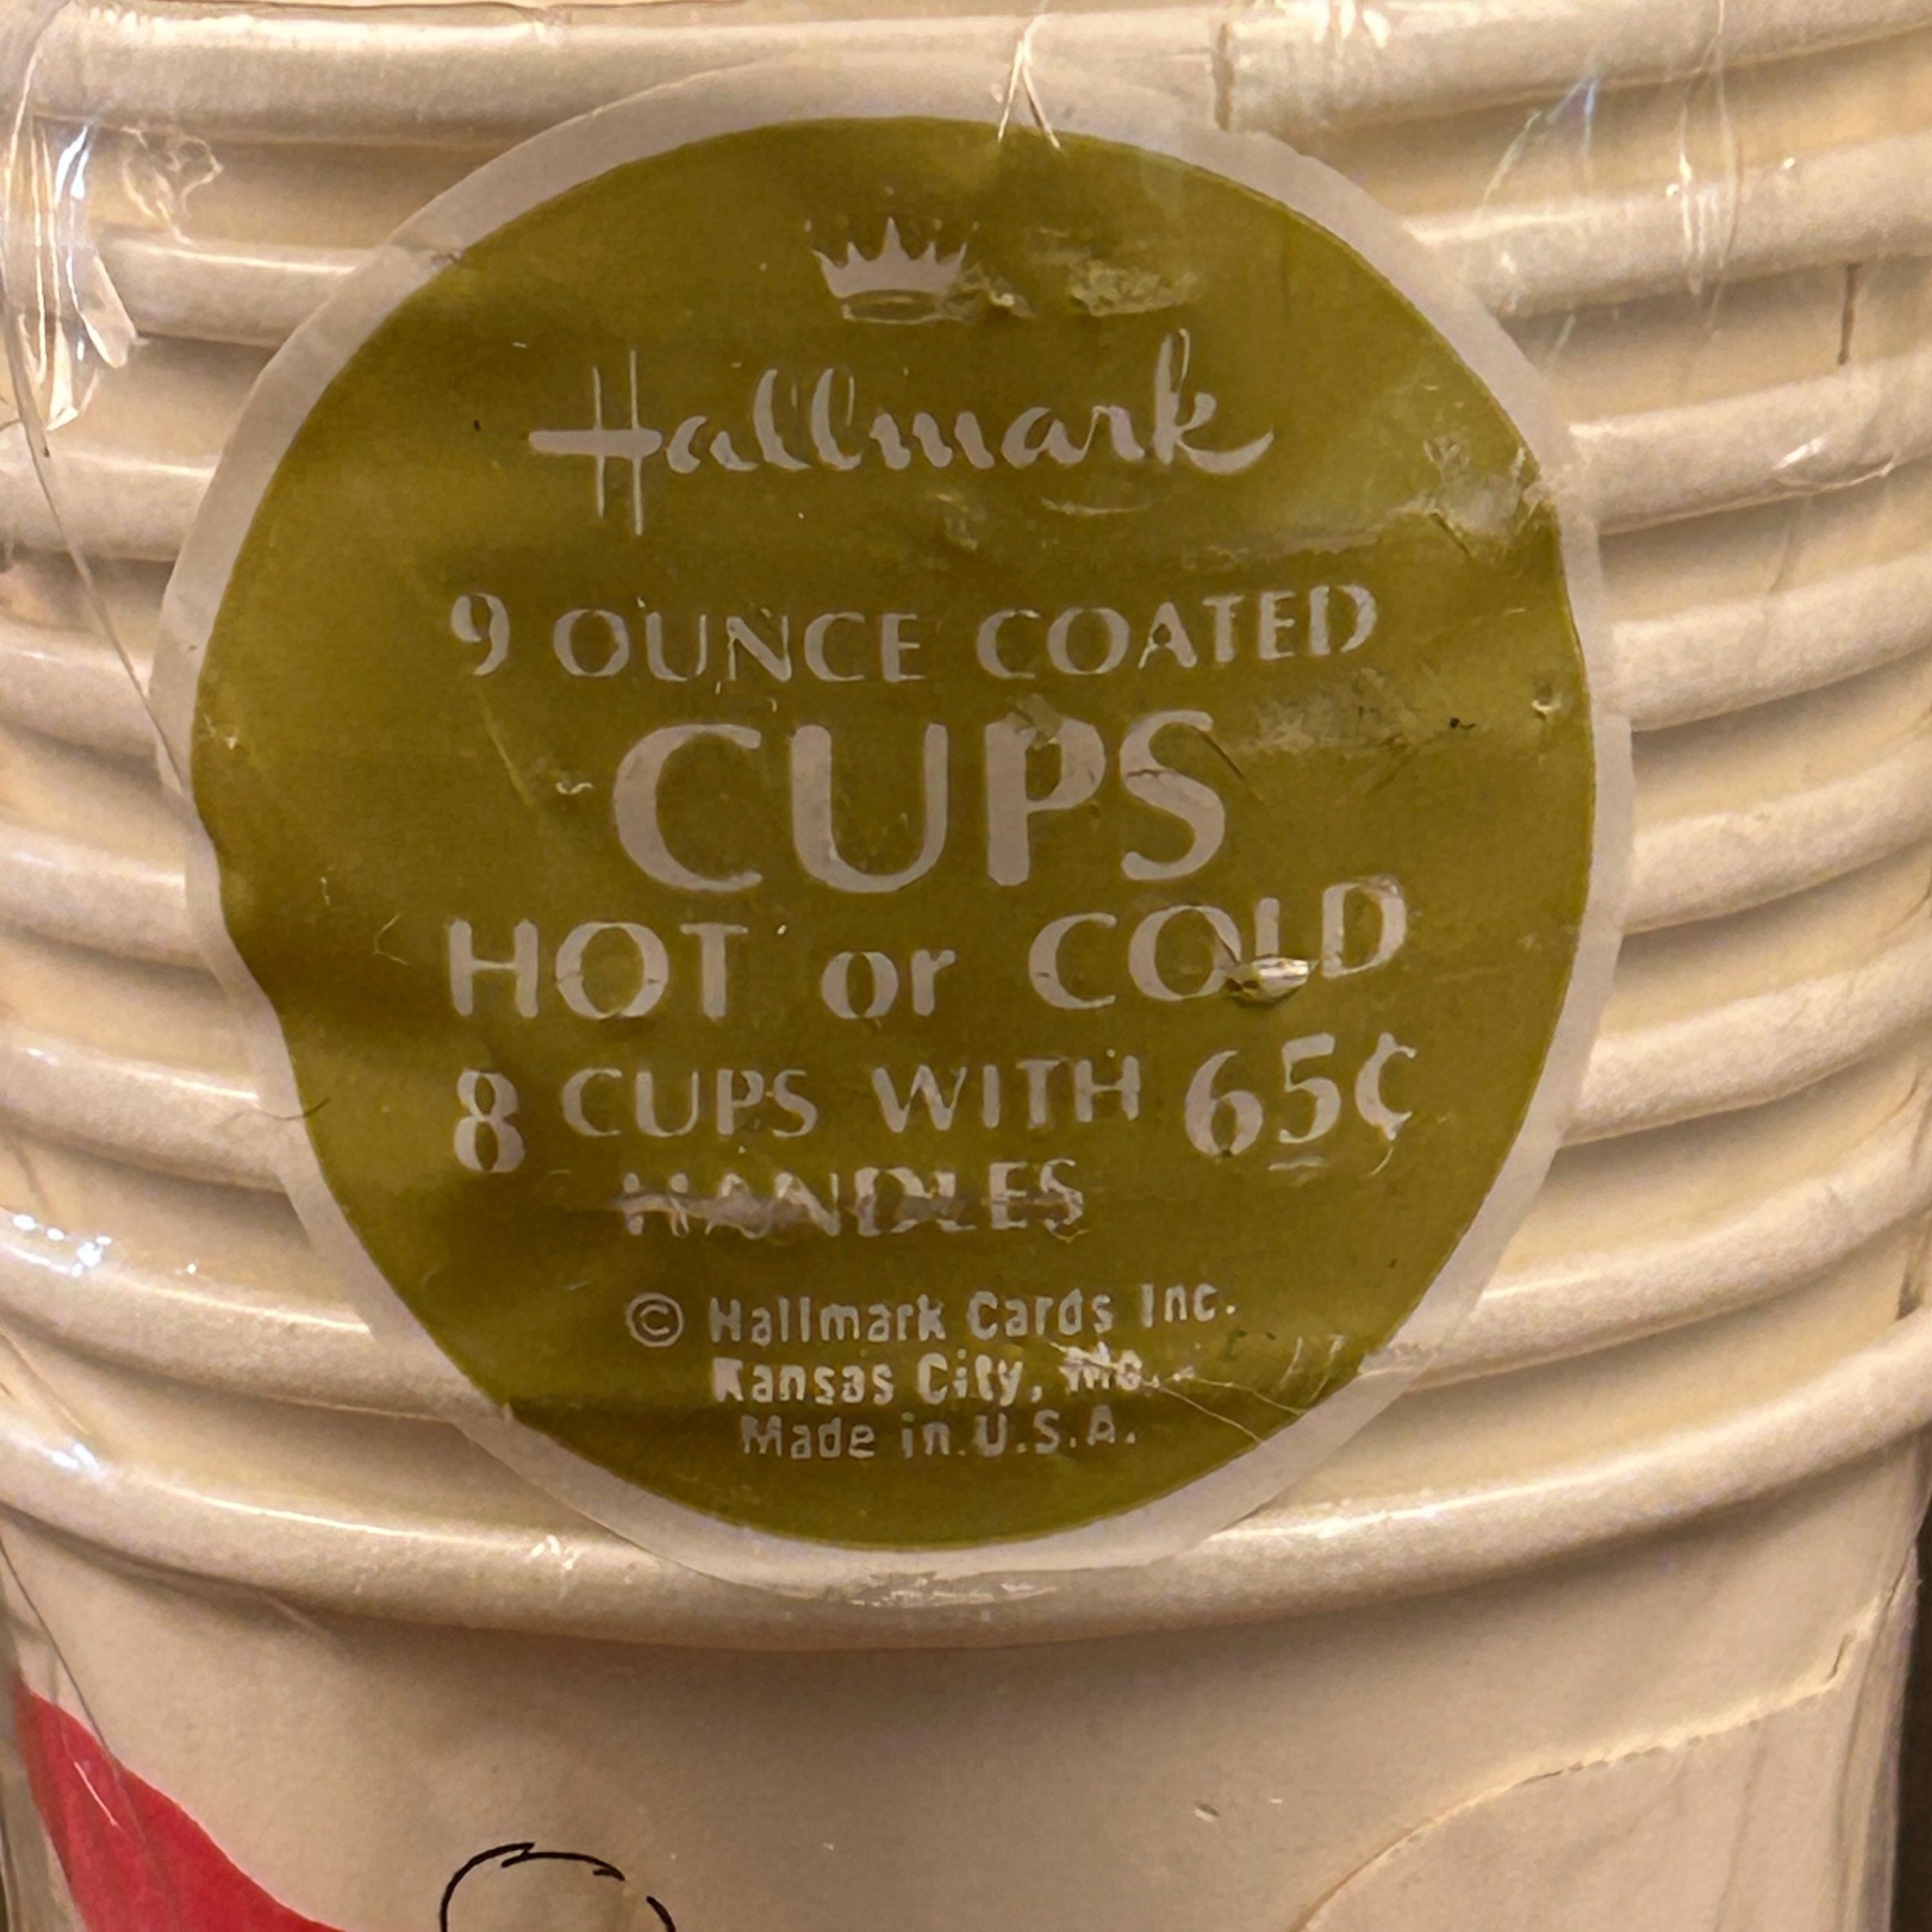 Hallmark
9 OUNCE COATED
CUPS
HOT or COLD
8 CUPS WITH 65¢
HANDLES
© Hallmark Cards Inc.
Kansas City, Mo.
Made in U.S.A.